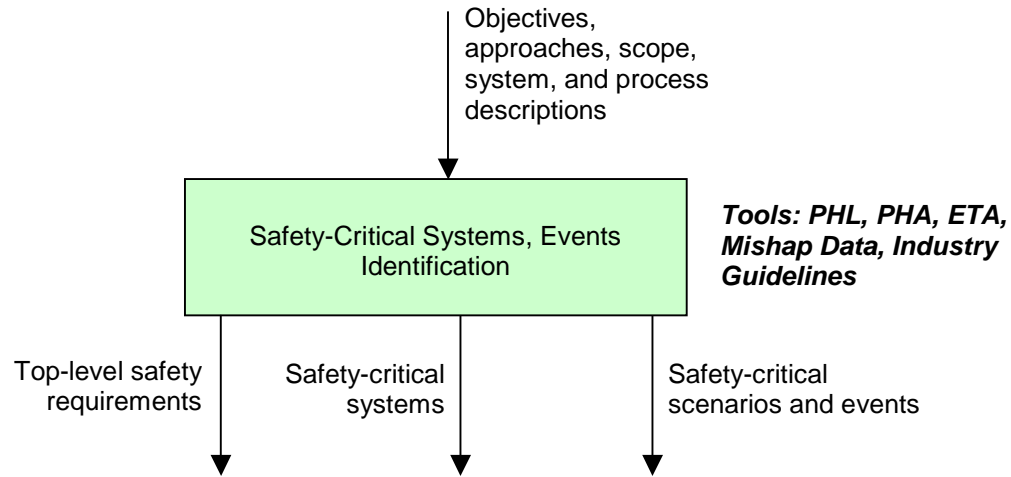 Objectives,
approaches, scope,
system, and process
descriptions
Safety-Critical Systems, Events
Identification
Tools: PHL, PHA, ETA,
Mishap Data, Industry
Guidelines
Top-level safety
requirements
Safety-critical
systems
Safety-critical
scenarios and events